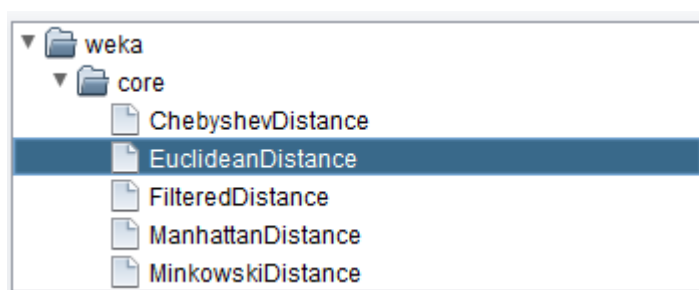 weka
core
ChebyshevDistance
EuclideanDistance
FilteredDistance
ManhattanDistance
MinkowskiDistance